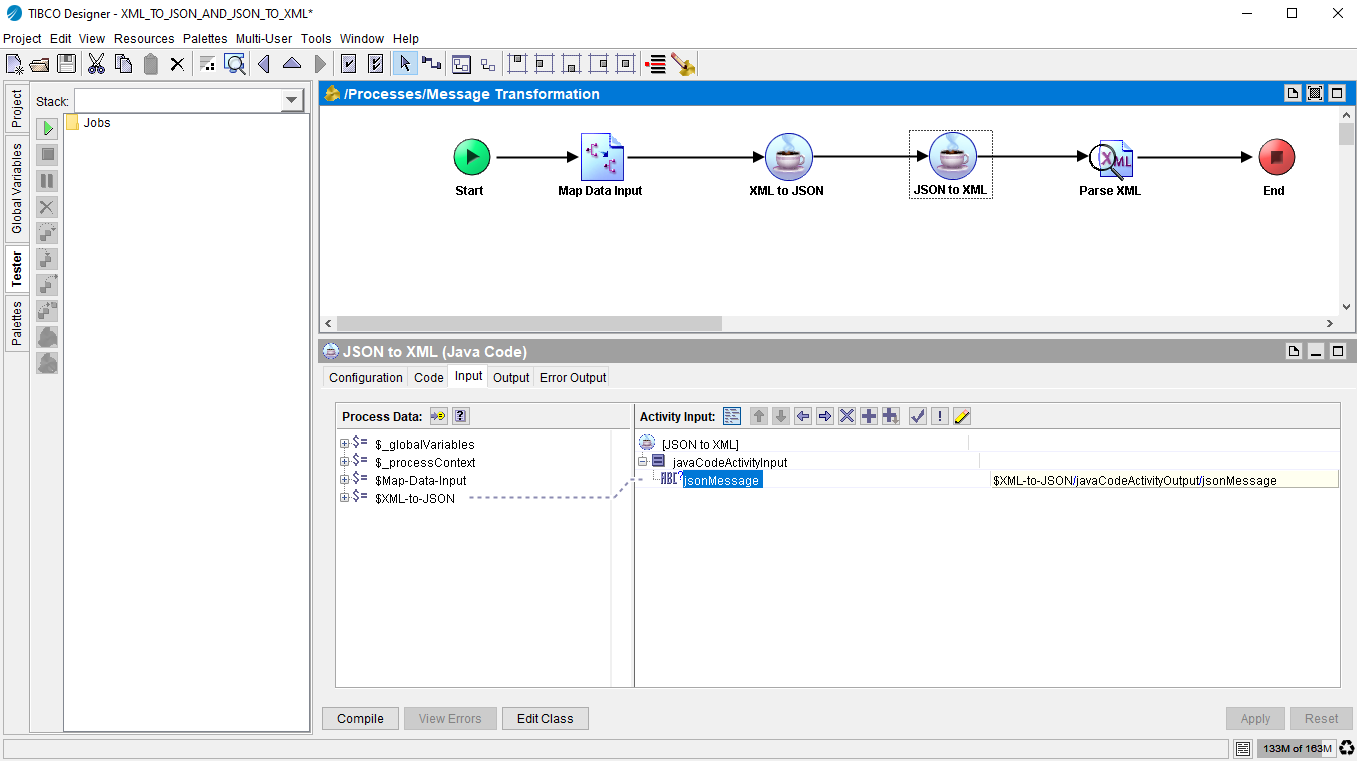 TIBCO Designer - XML_TO_JSON_AND_JSON_TO_XML*
Project Edit View Resources Palettes Multi-User Tools Window Help
Project
Global Variables
Tester
Palettes
Stack:
Jobs
/Processes/Message Transformation
Start
Map Data Input
XML to JSON
JSON to XML
XML
Parse XML
End
JSON to XML (Java Code)
Configuration Code Input Output Error Output
Process Data:
$= $_globalVariables
$= $_processContext
$= $Map-Data-Input
$= $XML-to-JSON
Activity Input:
[JSON to XML]
javaCodeActivityInput
ABC? jsonMessage $XML-to-JSON/javaCodeActivityOutput/jsonMessage
Compile View Errors Edit Class Apply Reset
133M of 163M